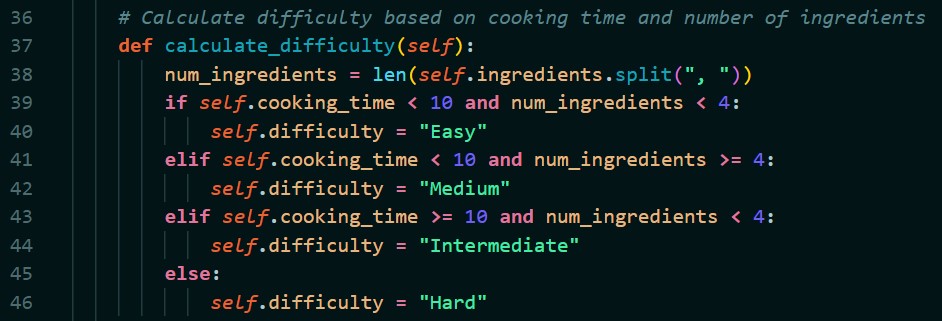 36 # Calculate difficulty based on cooking time and number of ingredients
37 def calculate_difficulty(self):
38 num_ingredients = len(self.ingredients.split(", "))
39 if self.cooking_time < 10 and num_ingredients < 4:
40 self.difficulty = "Easy"
41 elif self.cooking_time < 10 and num_ingredients >= 4:
42 self.difficulty = "Medium"
43 elif self.cooking_time >= 10 and num_ingredients < 4:
44 self.difficulty = "Intermediate"
45 else:
46 self.difficulty = "Hard"